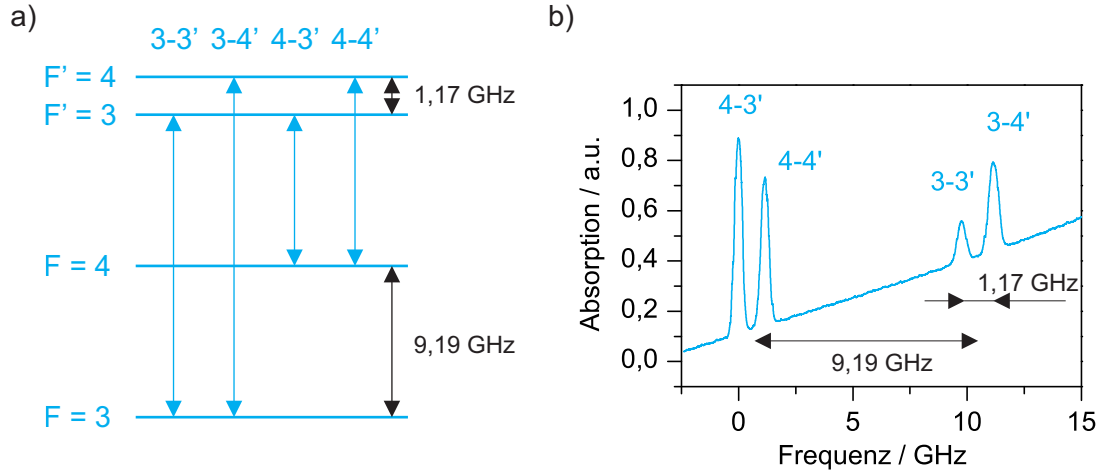 a)
3-3' 3-4' 4-3' 4-4'
F' = 4
1,17 GHz
F' = 3
F = 4
9,19 GHz
F = 3
b)
1,0
0,8
0,6
0,4
0,2
0,0
Absorption / a.u.
4-3'
4-4'
3-3'
3-4'
1,17 GHz
9,19 GHz
0 5 10 15
Frequenz / GHz